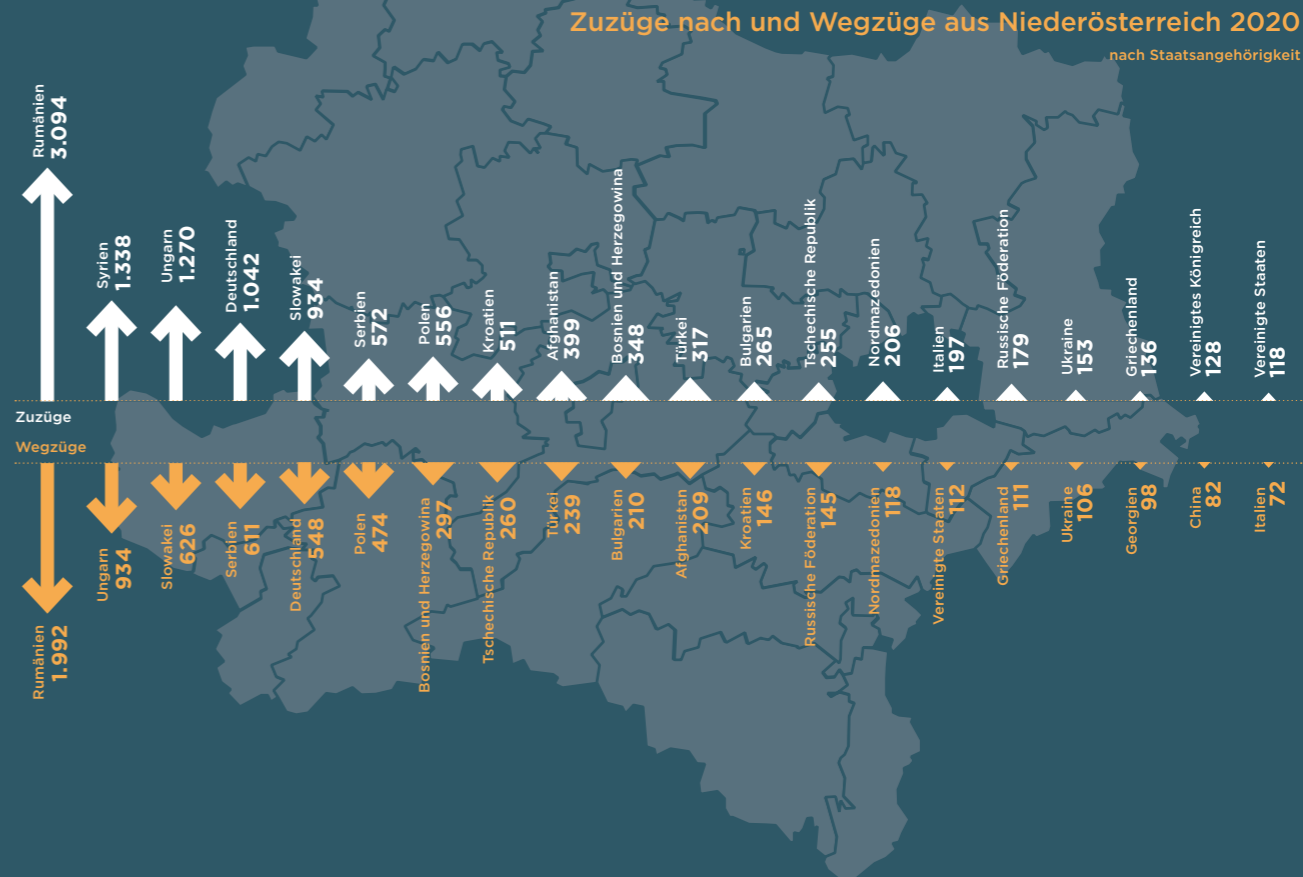 Zuzüge nach und Wegzüge aus Niederösterreich 2020
nach Staatsangehörigkeit
Rumänien
3.094
Syrien
1.338
Ungarn
1.270
Deutschland
1.042
Slowakei
934
Serbien
572
Polen
556
Kroatien
511
Afghanistan
399
Bosnien und Herzegowina
348
Türkei
317
Bulgarien
265
Tschechische Republik
255
Nordmazedonien
206
Italien
197
Russische Föderation
179
Ukraine
153
Griechenland
136
Vereinigtes Königreich
128
Vereinigte Staaten
118
Zuzüge
Wegzüge
Rumänien
1.992
Ungarn
934
Slowakei
626
Serbien
611
Deutschland
548
Polen
474
Bosnien und Herzegowina
297
Tschechische Republik
260
Türkei
239
Bulgarien
210
Afghanistan
209
Kroatien
146
Russische Föderation
145
Nordmazedonien
118
Vereinigte Staaten
112
Griechenland
111
Ukraine
106
Georgien
98
China
82
Italien
72